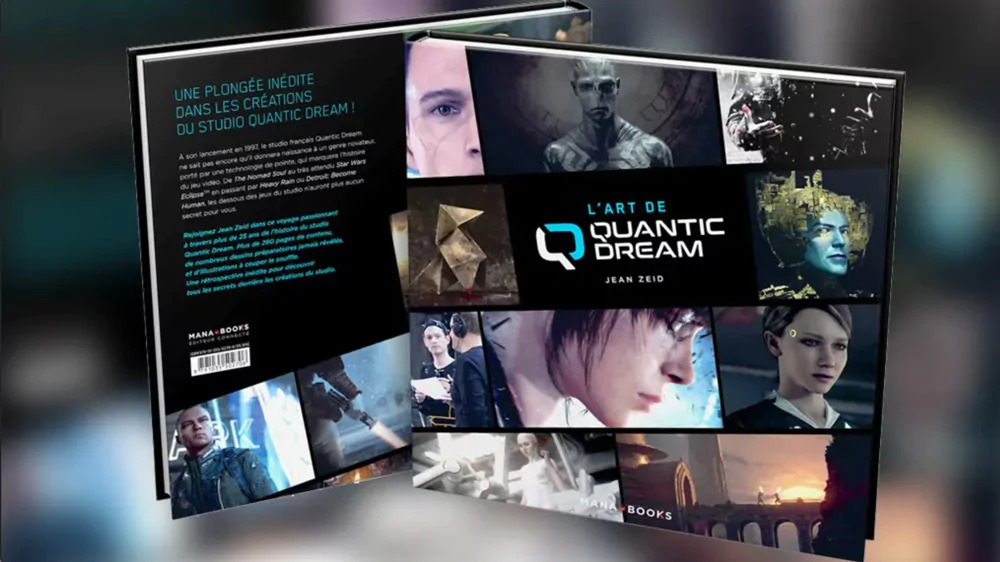 UNE PLONGÉE INÉDITE
DANS LES CRÉATIONS
DU STUDIO QUANTIC DREAM !
À son lancement en 1997, le studio français Quantic Dream
ne sait pas encore qu'il donnera naissance à un genre novateur,
porté par une technologie de pointe, qui marquera l'histoire
du jeu vidéo. De The Nomad Soul au très attendu Star Wars
Eclipse™ en passant par Heavy Rain ou Detroit: Become
Human, les dessous des jeux du studio n'auront plus aucun
secret pour vous.
Rejoignez Jean Zeid dans ce voyage passionnant
à travers plus de 25 ans de l'histoire du studio
Quantic Dream. Plus de 280 pages de contenu,
de nombreux dessins préparatoires jamais révélés,
et d'illustrations à couper le souffle.
Une rétrospective inédite pour découvrir
tous les secrets derrière les créations du studio.
MANA BOOKS
ÉDITEUR CONNECTÉ
ARK
L'ART DE
QUANTIC
DREAM
JEAN ZEID
MANA BOOKS